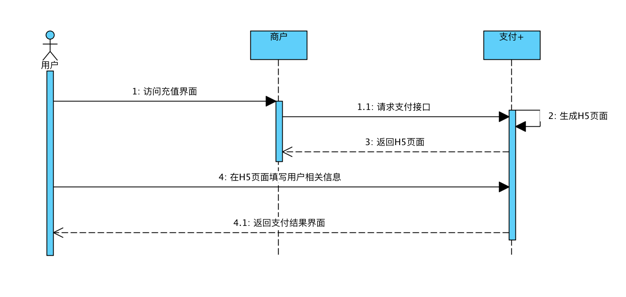 商户
支付+
用户
1: 访问充值界面
1.1: 请求支付接口
2: 生成H5页面
3: 返回H5页面
4: 在H5页面填写用户相关信息
4.1: 返回支付结果界面